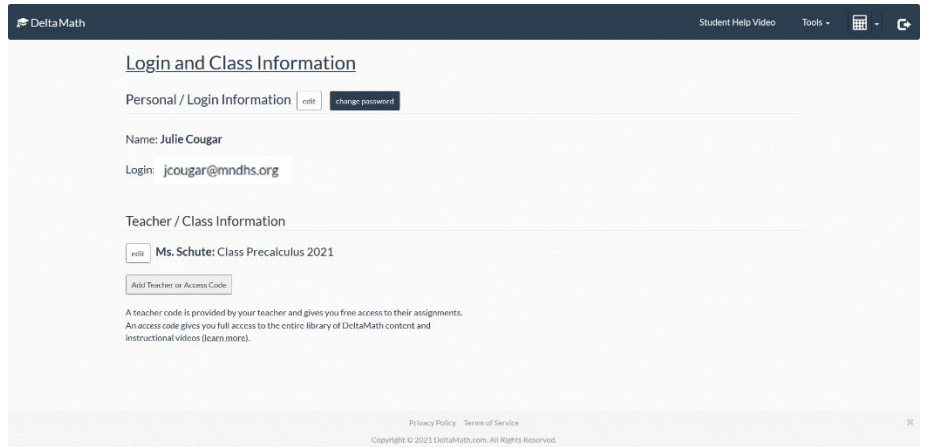 DeltaMath Student Help Video Tools
Login and Class Information
Personal / Login Information edit change password
Name: Julie Cougar
Login: jcougar@mndhs.org
Teacher / Class Information
edit Ms. Schute: Class Precalculus 2021
Add Teacher or Access Code
A teacher code is provided by your teacher and gives you free access to their assignments.
An access code gives you full access to the entire library of DeltaMath content and
instructional videos (learn more).
Privacy Policy Terms of Service
Copyright © 2021 DeltaMath.com. All Rights Reserved.